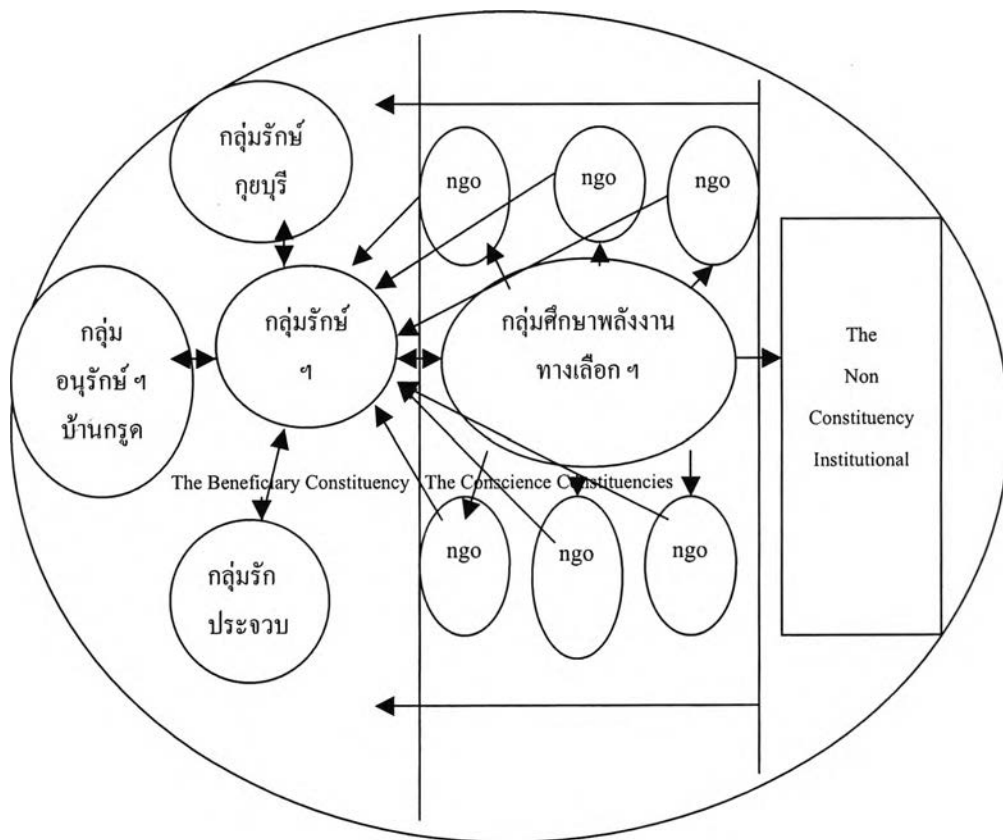 กลุ่มรักษ์
กุยบุรี
ngo
ngo
ngo
กลุ่ม
อนุรักษ์ ฯ
บ้านกรูด
กลุ่มรักษ์
ฯ
กลุ่มศึกษาพลังงาน
ทางเลือก ฯ
The
Non
Constituency
Institutional
The Beneficiary Constituency
The Conscience Constituencies
กลุ่มรัก
ประจวบ
ngo
ngo
ngo